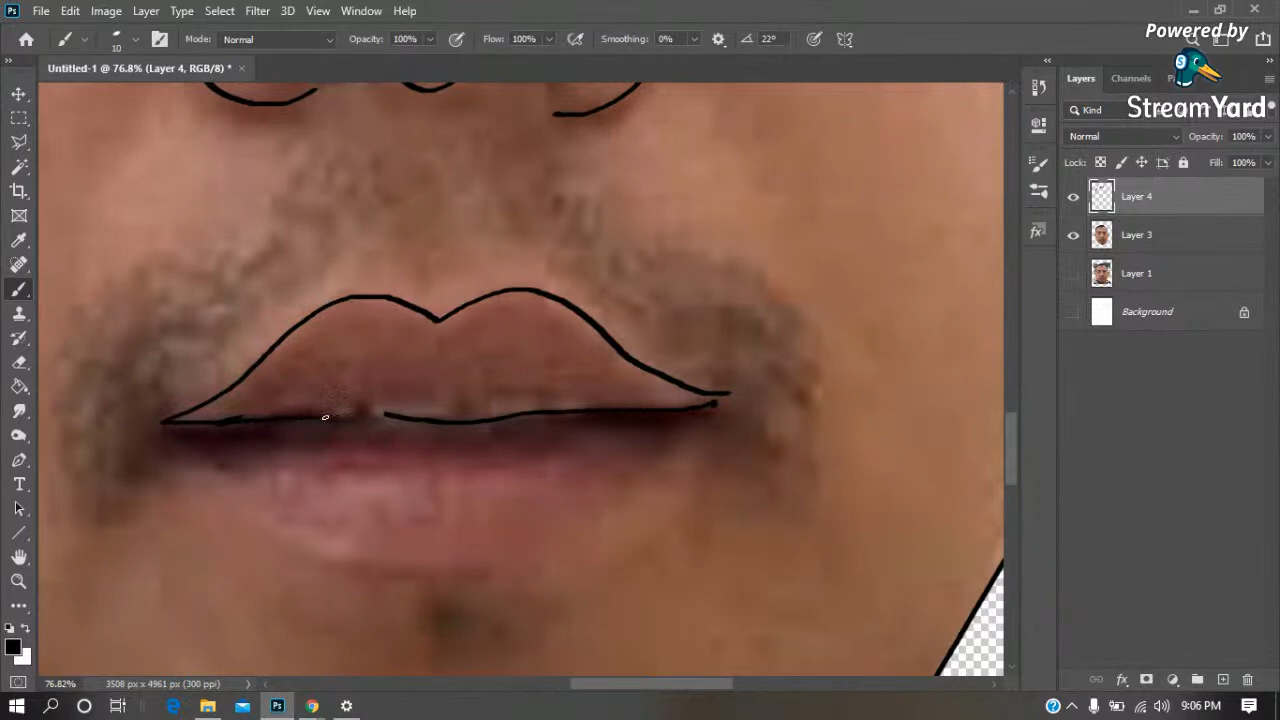 Ps File Edit Image Layer Type Select Filter 3D View Window Help
Powered by
10 Mode: Normal Opacity: 100% Flow: 100% Smoothing: 0% 22°
Untitled-1 @ 76.8% (Layer 4, RGB/8) *
Layers Channels
StreamYard
Kind
Normal Opacity: 100%
Lock: Fill: 100%
Layer 4
Layer 3
Layer 1
Background
76.82% 3508 px x 4961 px (300 ppi)
9:06 PM